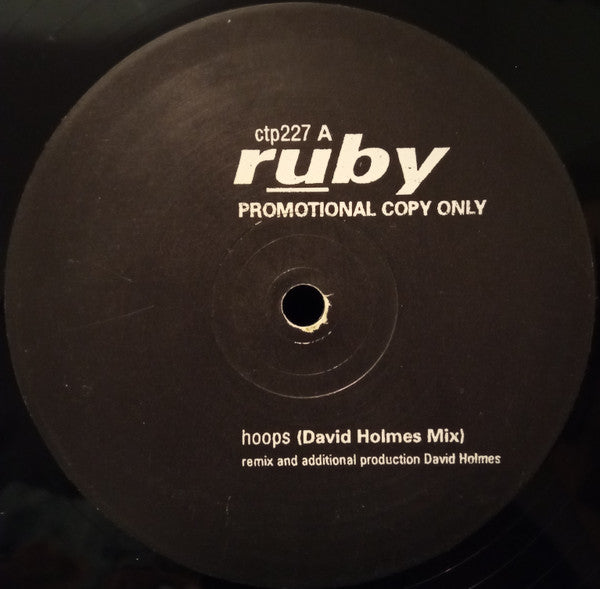 ctp227 A
ruby
PROMOTIONAL COPY ONLY
hoops (David Holmes Mix)
remix and additional production David Holmes